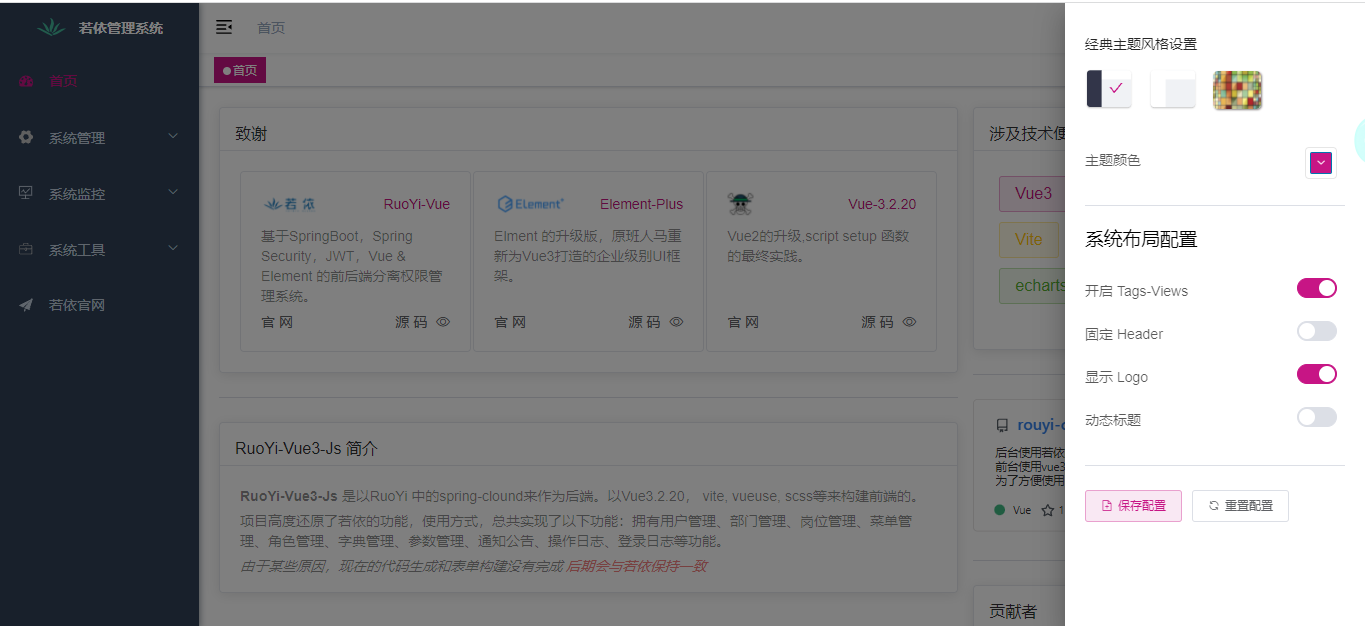 若依管理系统
首页
系统管理
系统监控
系统工具
若依官网
首页
首页
致谢
若 依
RuoYi-Vue
基于SpringBoot，Spring
Security，JWT，Vue &
Element 的前后端分离权限管
理系统。
官 网
源 码
Element
Element-Plus
Elment 的升级版，原班人马重
新为Vue3打造的企业级别UI框
架。
官 网
源 码
Vue-3.2.20
Vue2的升级,script setup 函数
的最终实践。
官 网
源 码
RuoYi-Vue3-Js 简介
RuoYi-Vue3-Js 是以RuoYi 中的spring-clound来作为后端。以Vue3.2.20， vite, vueuse, scss等来构建前端的。
项目高度还原了若依的功能，使用方式，总共实现了以下功能：拥有用户管理、部门管理、岗位管理、菜单管
理、角色管理、字典管理、参数管理、通知公告、操作日志、登录日志等功能。
由于某些原因，现在的代码生成和表单构建没有完成 后期会与若依保持一致
涉及技术便
Vue3
Vite
echarts
rouyi-c
后台使用若依
前台使用vue3
为了方便使用
Vue
1
贡献者
经典主题风格设置
主题颜色
系统布局配置
开启 Tags-Views
固定 Header
显示 Logo
动态标题
保存配置
重置配置